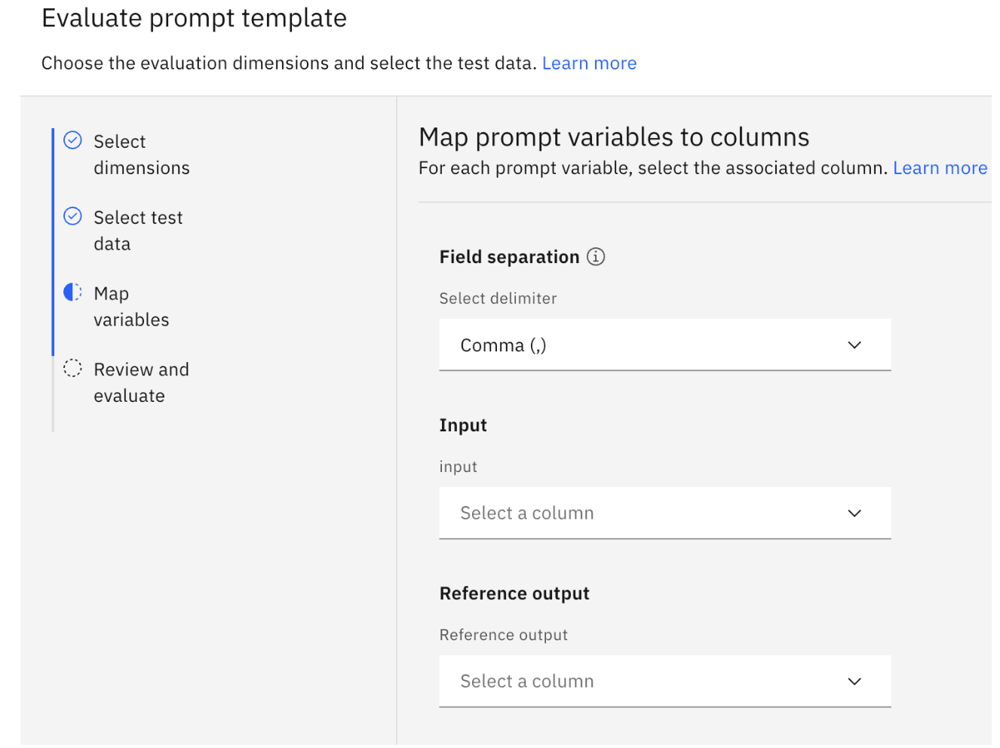 Evaluate prompt template
Choose the evaluation dimensions and select the test data. Learn more
Select
dimensions
Select test
data
Map
variables
Review and
evaluate
Map prompt variables to columns
For each prompt variable, select the associated column. Learn more
Field separation
Select delimiter
Comma (,)
Input
input
Select a column
Reference output
Reference output
Select a column